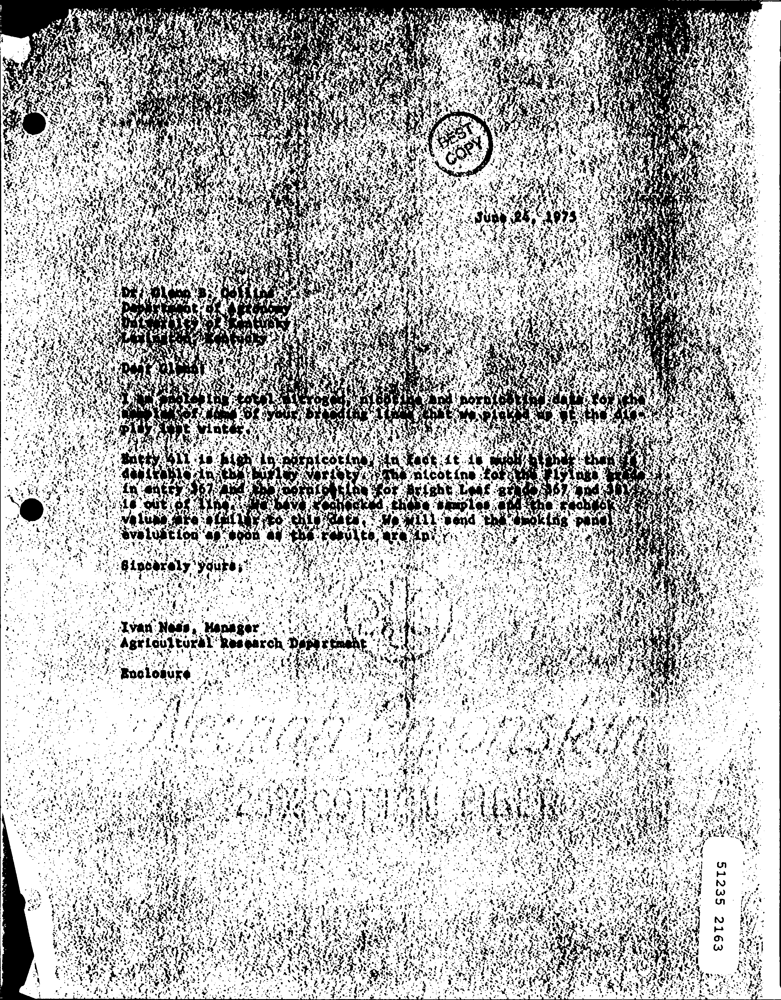 BEST
COPY
June 24, 1975
Dr. Glenn B. Collins
Department of Agronomy
University of Kentucky
Lexington, Kentucky
Dear Glenn:
I am enclosing total nitrogen, nicotine and nornicotine data for the
samples of some of your breeding lines that we picked up at the dis-
play last winter.
Entry 411 is high in nornicotine, in fact it is much higher than is
desirable in the burley variety. The nicotine for the Flyings grade
in entry 367 and the nornicotine for Bright Leaf grade 367 and
is out of line. We have rechecked these samples and the recheck
values are similar to this data. We will send the smoking panel
evaluation as soon as the results are in.
Sincerely yours,
Ivan Ness, Manager
Agricultural Research Department
Enclosure
25% COTTON FIBER
51235 2163